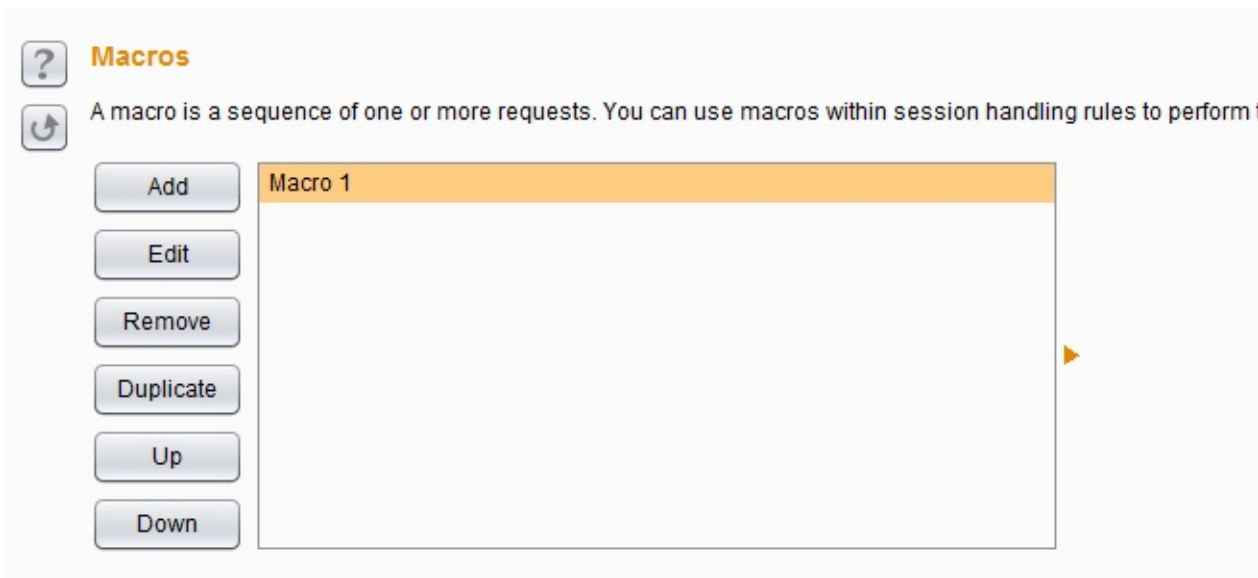 Macros
A macro is a sequence of one or more requests. You can use macros within session handling rules to perform
Add
Macro 1
Edit
Remove
Duplicate
Up
Down